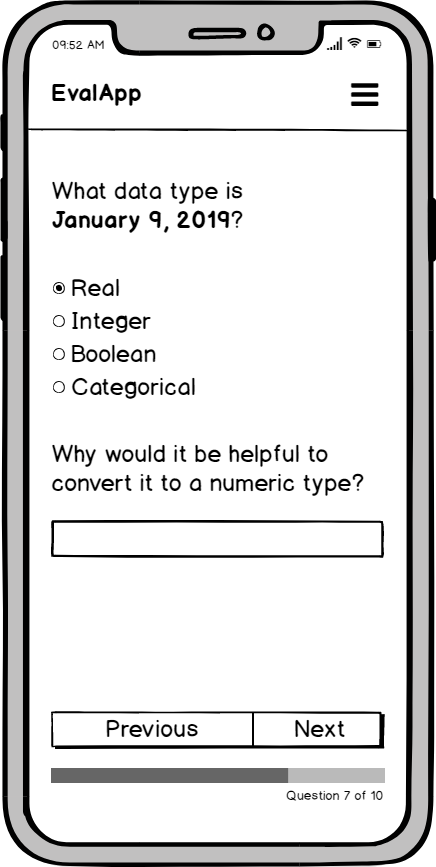 09:52 AM
EvalApp
What data type is
January 9, 2019?
Real
Integer
Boolean
Categorical
Why would it be helpful to
convert it to a numeric type?
Previous Next
Question 7 of 10